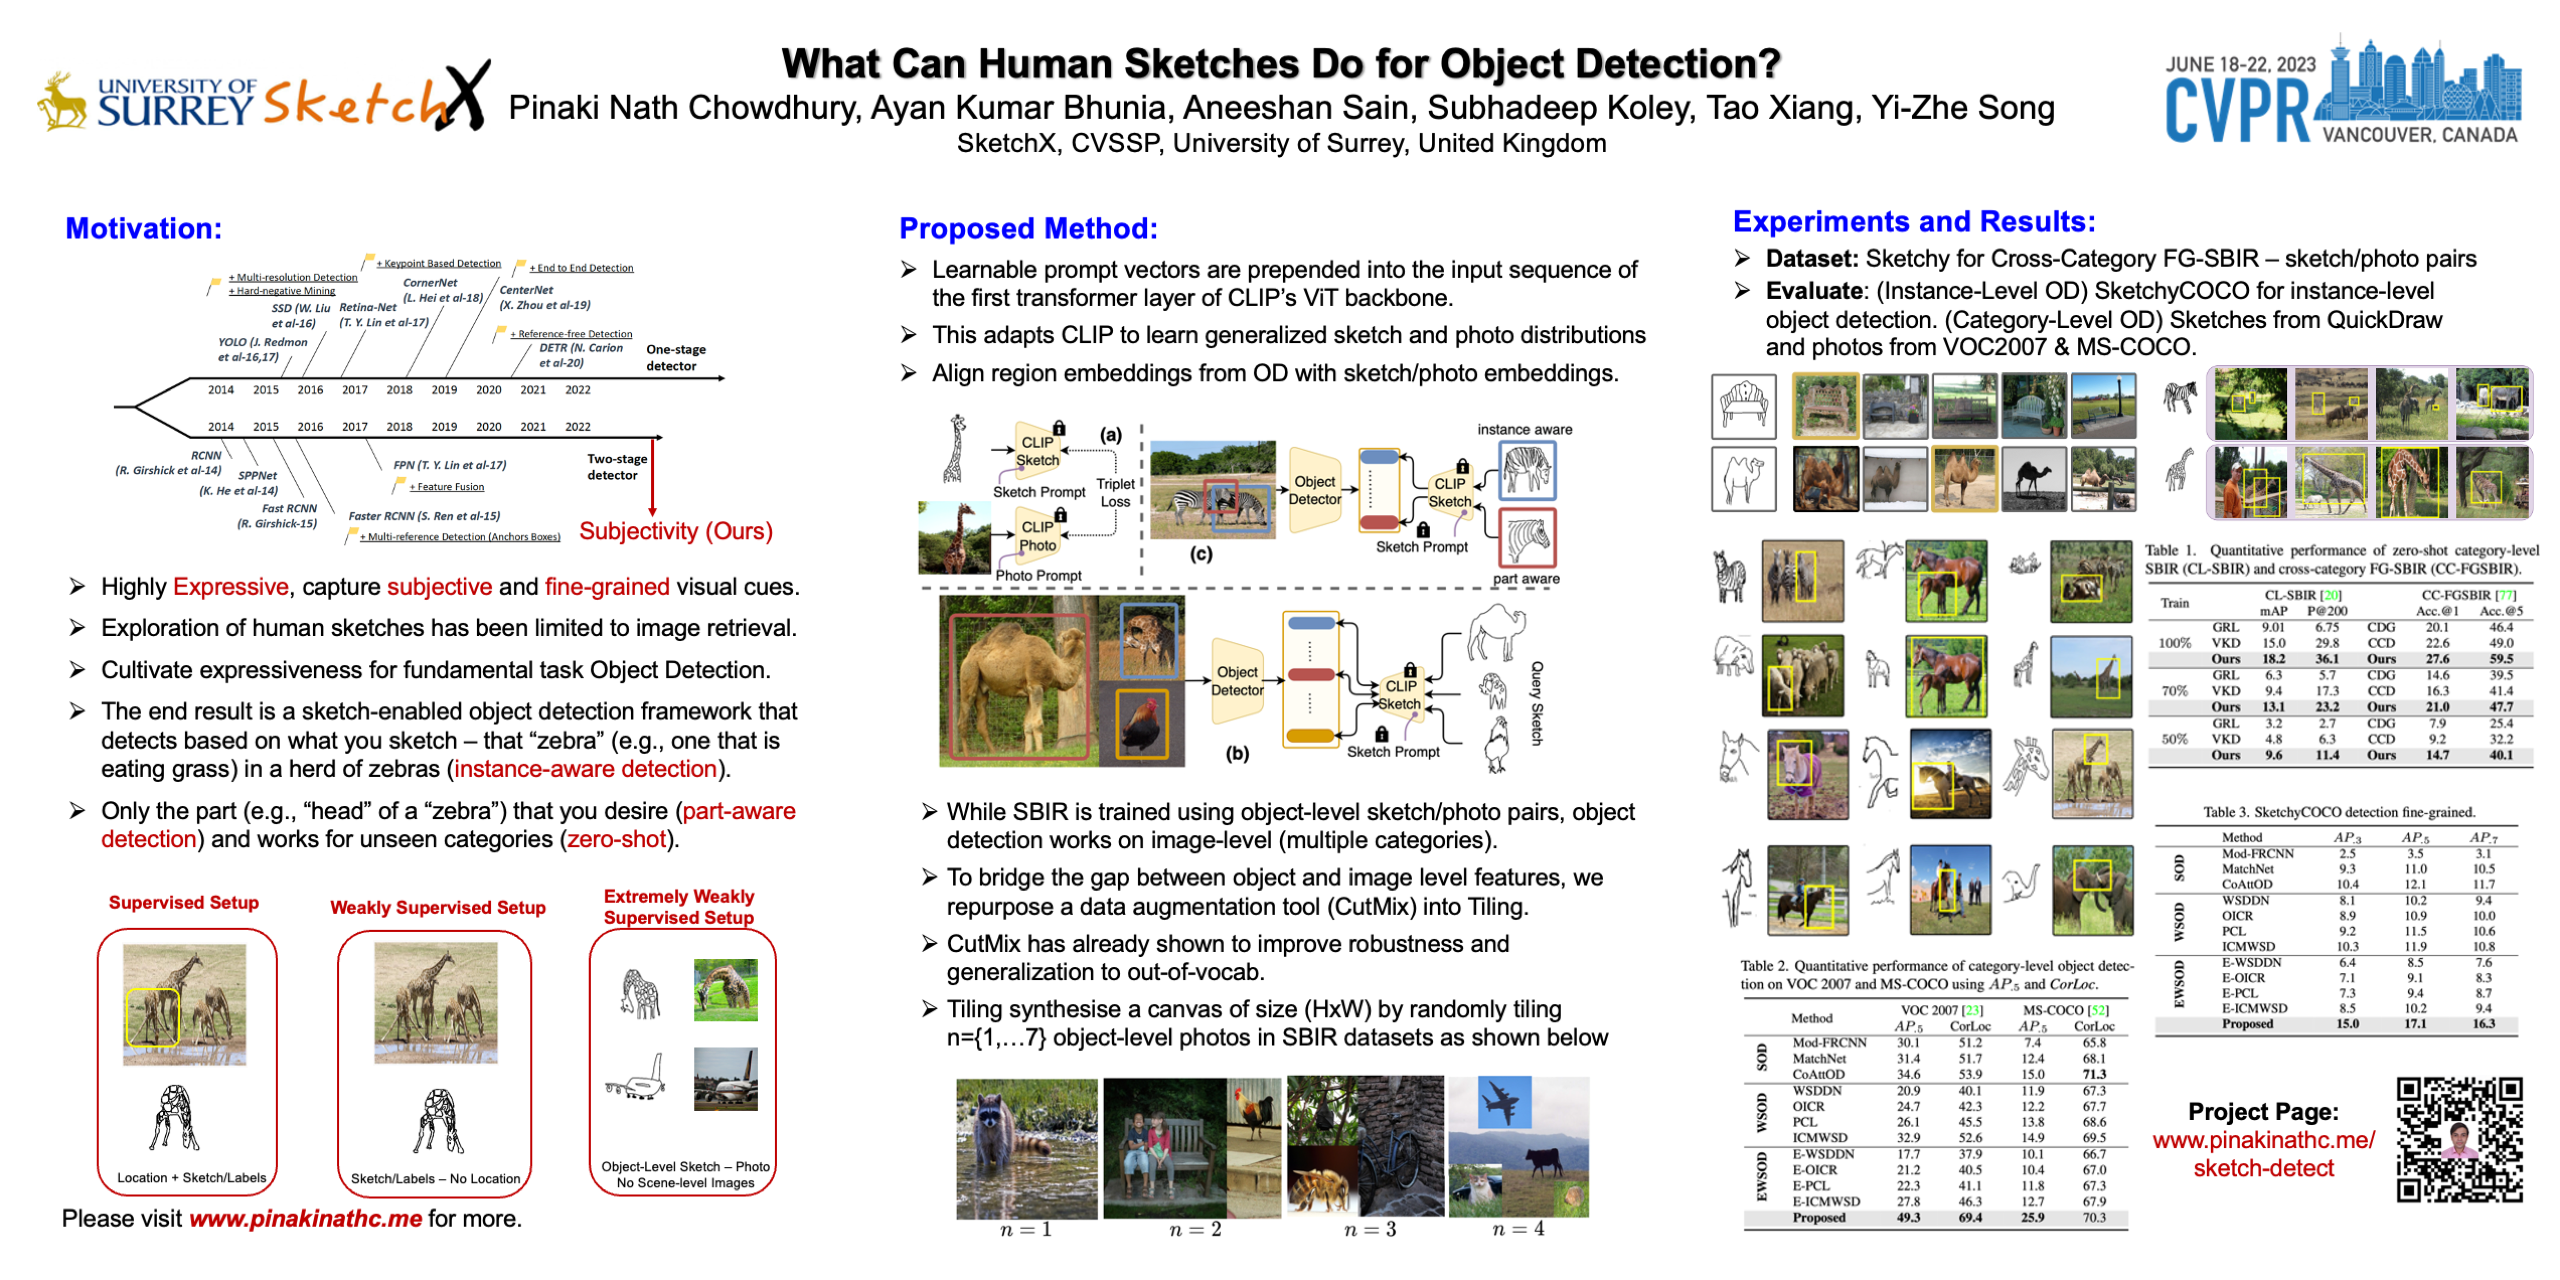 UNIVERSITY OF
SURREY
SketchX
What Can Human Sketches Do for Object Detection?
Pinaki Nath Chowdhury, Ayan Kumar Bhunia, Aneeshan Sain, Subhadeep Koley, Tao Xiang, Yi-Zhe Song
SketchX, CVSSP, University of Surrey, United Kingdom
JUNE 18-22, 2023
CVPR
VANCOUVER, CANADA
Motivation:
+ Keypoint Based Detection
+ End to End Detection
+ Multi-resolution Detection
+ Hard-negative Mining
CornerNet
(L. Hei et al-18)
CenterNet
(X. Zhou et al-19)
SSD (W. Liu
et al-16)
Retina-Net
(T. Y. Lin et al-17)
+ Reference-free Detection
YOLO (J. Redmon
et al-16,17)
DETR (N. Carion
et al-20)
One-stage
detector
2014 2015 2016 2017 2018 2019 2020 2021 2022
2014 2015 2016 2017 2018 2019 2020 2021 2022
RCNN
(R. Girshick et al-14)
SPPNet
(K. He et al-14)
FPN (T. Y. Lin et al-17)
+ Feature Fusion
Two-stage
detector
Fast RCNN
(R. Girshick-15)
Faster RCNN (S. Ren et al-15)
+ Multi-reference Detection (Anchors Boxes)
Subjectivity (Ours)
➢ Highly Expressive, capture subjective and fine-grained visual cues.
➢ Exploration of human sketches has been limited to image retrieval.
➢ Cultivate expressiveness for fundamental task Object Detection.
➢ The end result is a sketch-enabled object detection framework that
detects based on what you sketch – that “zebra” (e.g., one that is
eating grass) in a herd of zebras (instance-aware detection).
➢ Only the part (e.g., “head” of a “zebra”) that you desire (part-aware
detection) and works for unseen categories (zero-shot).
Supervised Setup
Location + Sketch/Labels
Weakly Supervised Setup
Sketch/Labels – No Location
Extremely Weakly
Supervised Setup
Object-Level Sketch – Photo
No Scene-level Images
Please visit www.pinakinathc.me for more.
Proposed Method:
➢ Learnable prompt vectors are prepended into the input sequence of
the first transformer layer of CLIP’s ViT backbone.
➢ This adapts CLIP to learn generalized sketch and photo distributions
➢ Align region embeddings from OD with sketch/photo embeddings.
CLIP
Sketch
Sketch Prompt
(a)
Triplet
Loss
CLIP
Photo
Photo Prompt
Object
Detector
CLIP
Sketch
Sketch Prompt
instance aware
part aware
(c)
Object
Detector
CLIP
Sketch
Sketch Prompt
Query Sketch
(b)
➢ While SBIR is trained using object-level sketch/photo pairs, object
detection works on image-level (multiple categories).
➢ To bridge the gap between object and image level features, we
repurpose a data augmentation tool (CutMix) into Tiling.
➢ CutMix has already shown to improve robustness and
generalization to out-of-vocab.
➢ Tiling synthesise a canvas of size (HxW) by randomly tiling
n={1,…7} object-level photos in SBIR datasets as shown below
n = 1 n = 2 n = 3 n = 4
Experiments and Results:
➢ Dataset: Sketchy for Cross-Category FG-SBIR – sketch/photo pairs
➢ Evaluate: (Instance-Level OD) SketchyCOCO for instance-level
object detection. (Category-Level OD) Sketches from QuickDraw
and photos from VOC2007 & MS-COCO.
Table 1. Quantitative performance of zero-shot category-level
SBIR (CL-SBIR) and cross-category FG-SBIR (CC-FGSBIR).
Train CL-SBIR [20] CC-FGSBIR [77]
mAP P@200 Acc.@1 Acc.@5
GRL 9.01 6.75 CDG 20.1 46.4
100% VKD 15.0 29.8 CCD 22.6 49.0
Ours 18.2 36.1 Ours 27.6 59.5
GRL 6.3 5.7 CDG 14.6 39.5
70% VKD 9.4 17.3 CCD 16.3 41.4
Ours 13.1 23.2 Ours 21.0 47.7
GRL 3.2 2.7 CDG 7.9 25.4
50% VKD 4.8 6.3 CCD 9.2 32.2
Ours 9.6 11.4 Ours 14.7 40.1
Table 3. SketchyCOCO detection fine-grained.
Method AP.3 AP.5 AP.7
SOD
Mod-FRCNN 2.5 3.5 3.1
MatchNet 9.3 11.0 10.5
CoAttOD 10.4 12.1 11.7
WSOD
WSDDN 8.1 10.2 9.4
OICR 8.9 10.9 10.0
PCL 9.2 11.5 10.6
ICMWSD 10.3 11.9 10.8
EWSOD
E-WSDDN 6.4 8.5 7.6
E-OICR 7.1 9.1 8.3
E-PCL 7.3 9.4 8.7
E-ICMWSD 8.5 10.2 9.4
Proposed 15.0 17.1 16.3
Table 2. Quantitative performance of category-level object detec-
tion on VOC 2007 and MS-COCO using AP.5 and CorLoc.
Method VOC 2007 [23] MS-COCO [52]
AP.5 CorLoc AP.5 CorLoc
SOD
Mod-FRCNN 30.1 51.2 7.4 65.8
MatchNet 31.4 51.7 12.4 68.1
CoAttOD 34.6 53.9 15.0 71.3
WSOD
WSDDN 20.9 40.1 11.9 67.3
OICR 24.7 42.3 12.2 67.7
PCL 26.1 45.5 13.8 68.6
ICMWSD 32.9 52.6 14.9 69.5
EWSOD
E-WSDDN 17.7 37.9 10.1 66.7
E-OICR 21.2 40.5 10.4 67.0
E-PCL 22.3 41.1 11.8 67.3
E-ICMWSD 27.8 46.3 12.7 67.9
Proposed 49.3 69.4 25.9 70.3
Project Page:
www.pinakinathc.me/
sketch-detect